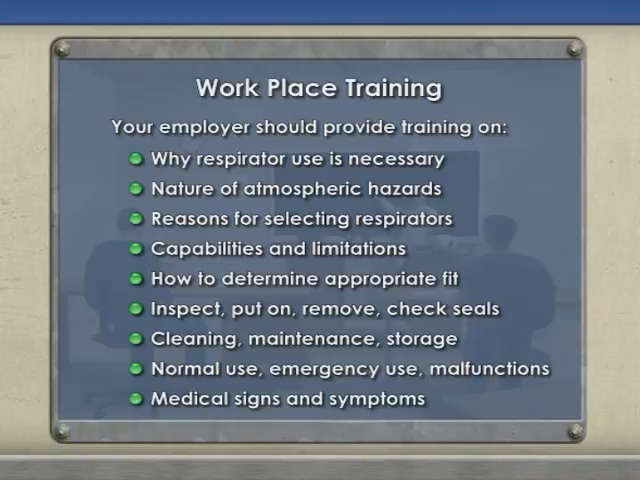 Work Place Training
Your employer should provide training on:
Why respirator use is necessary
Nature of atmospheric hazards
Reasons for selecting respirators
Capabilities and limitations
How to determine appropriate fit
Inspect, put on, remove, check seals
Cleaning, maintenance, storage
Normal use, emergency use, malfunctions
Medical signs and symptoms